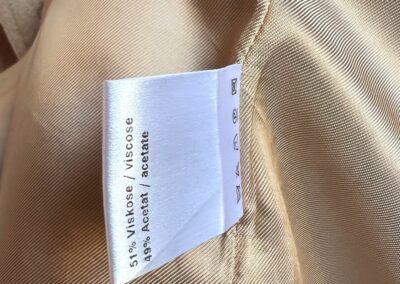 51% Viskose / viscose
49% Acetat / acetate